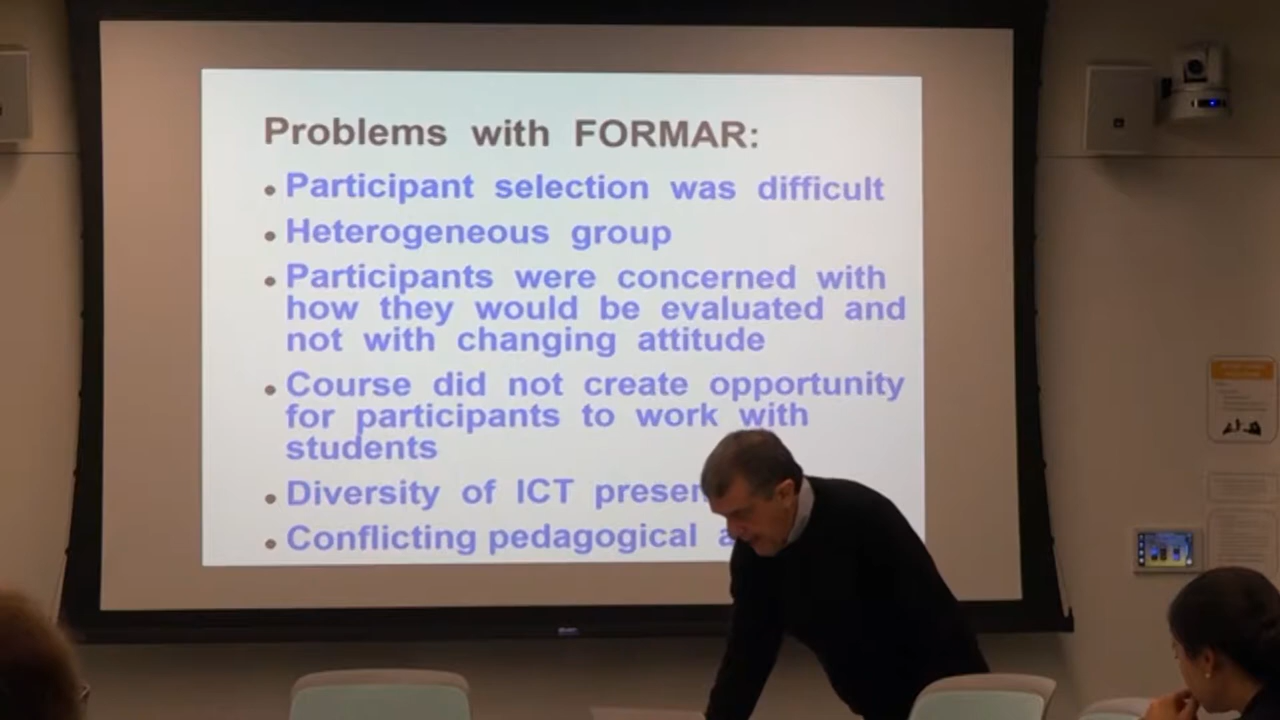 Problems with FORMAR:
• Participant selection was difficult
• Heterogeneous group
• Participants were concerned with
how they would be evaluated and
not with changing attitude
• Course did not create opportunity
for participants to work with
students
• Diversity of ICT
• Conflicting pedagogical